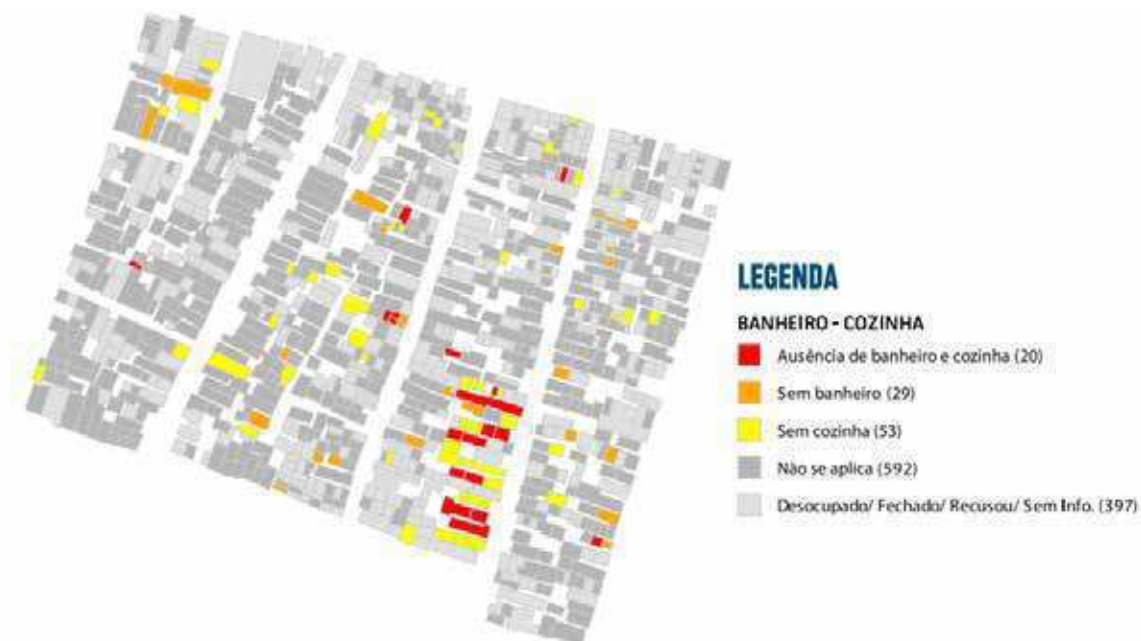 LEGENDA
BANHEIRO - COZINHA
Ausência de banheiro e cozinha (20)
Sem banheiro (29)
Sem cozinha (53)
Não se aplica (592)
Desocupado/ Fechado/ Recusou/ Sem Info. (397)